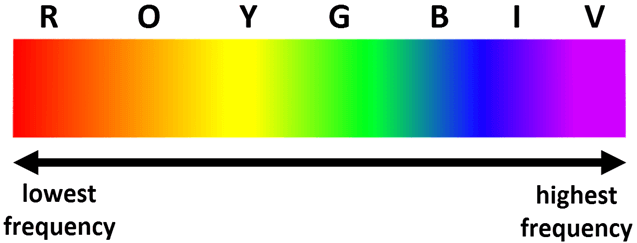 R O Y G B I V
lowest
frequency
highest
frequency